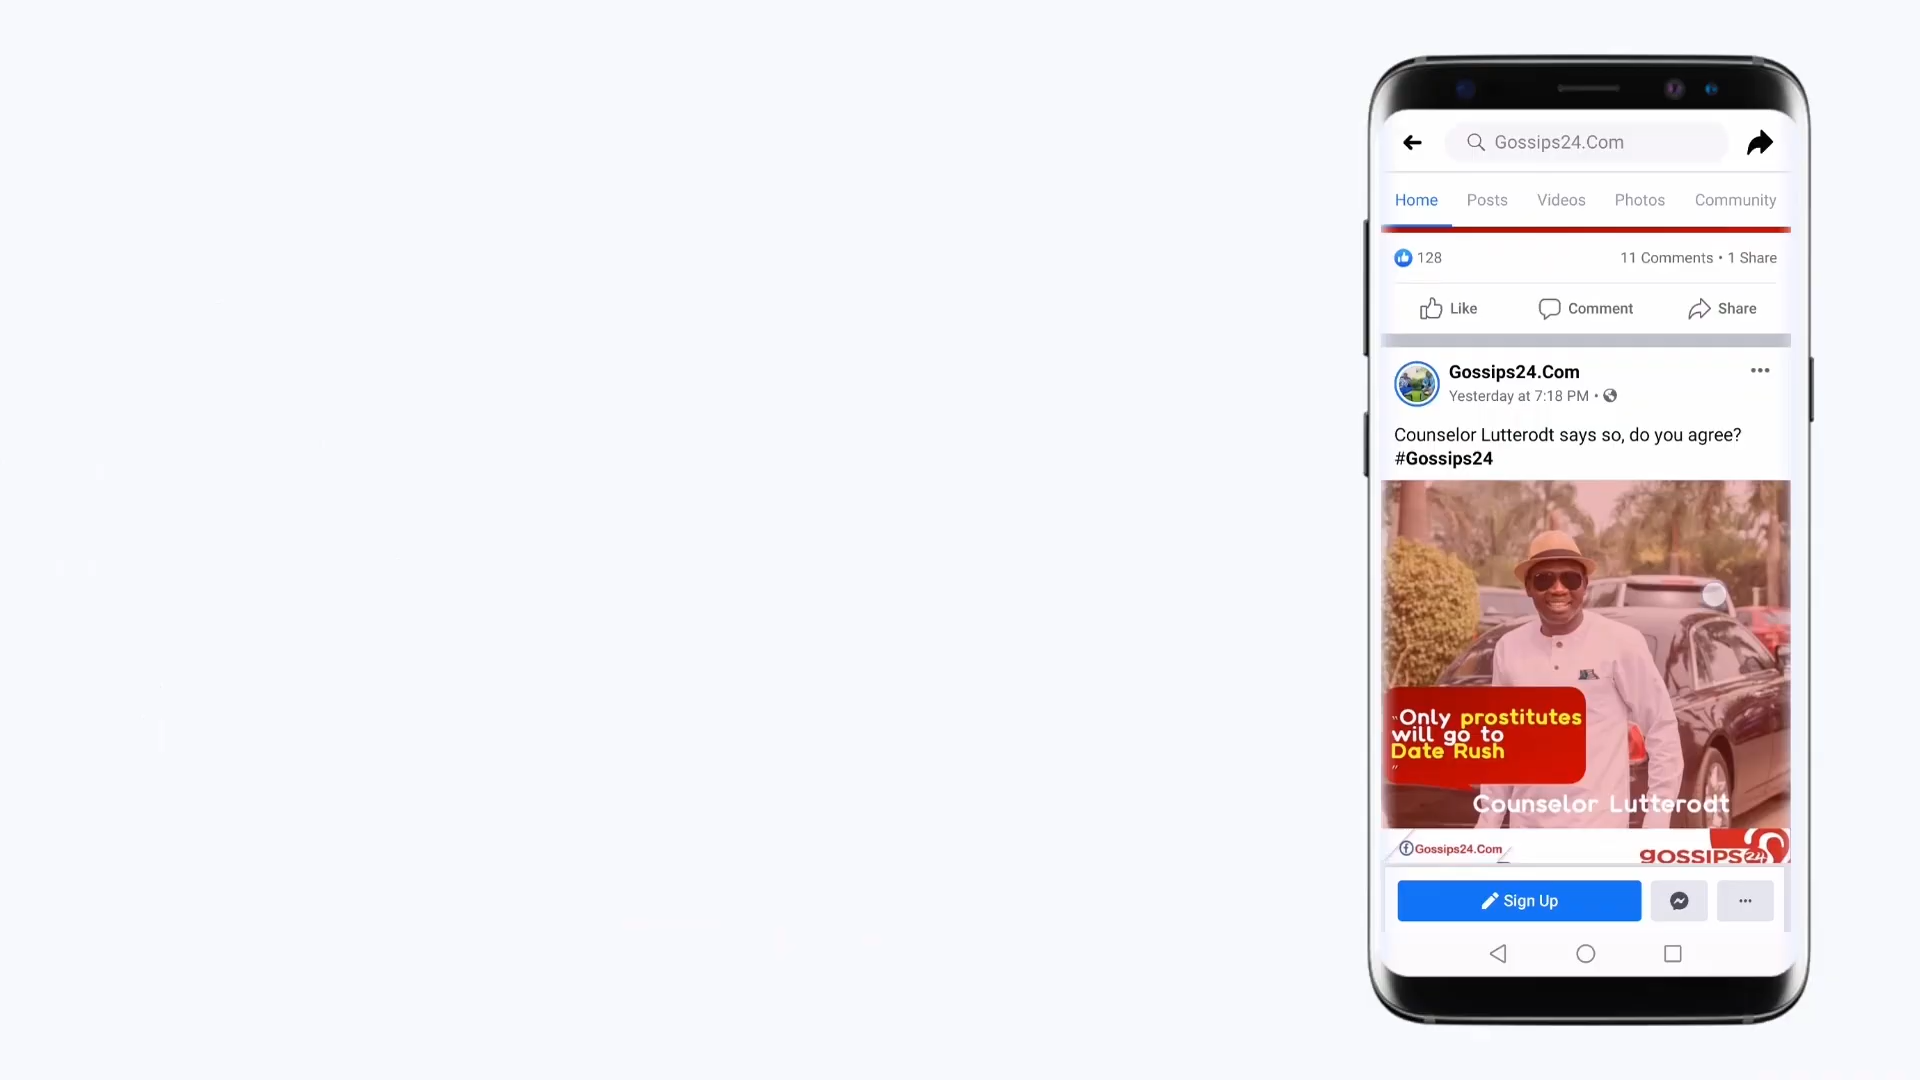 Gossips24.Com
Home Posts Videos Photos Community
128 11 Comments • 1 Share
Like Comment Share
Gossips24.Com
Yesterday at 7:18 PM •
Counselor Lutterodt says so, do you agree?
#Gossips24
"Only prostitutes
will go to
Date Rush
"
Counselor Lutterodt
Gossips24.Com
gossips24
Sign Up